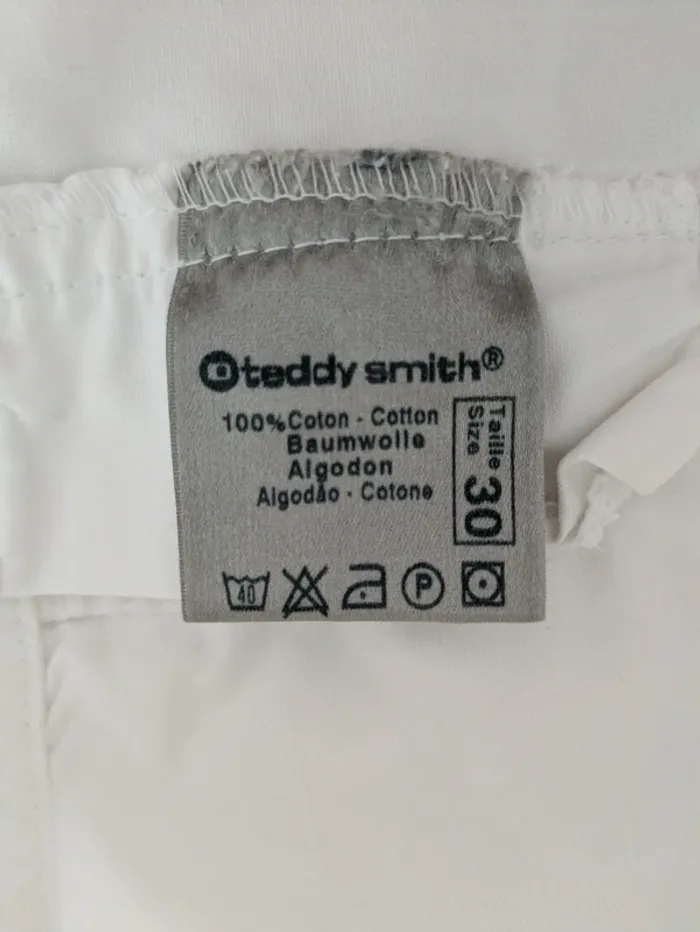 teddy smith®
100% Coton - Cotton
Baumwolle
Algodon
Algodão · Cotone
Taille
Size
30
40
P